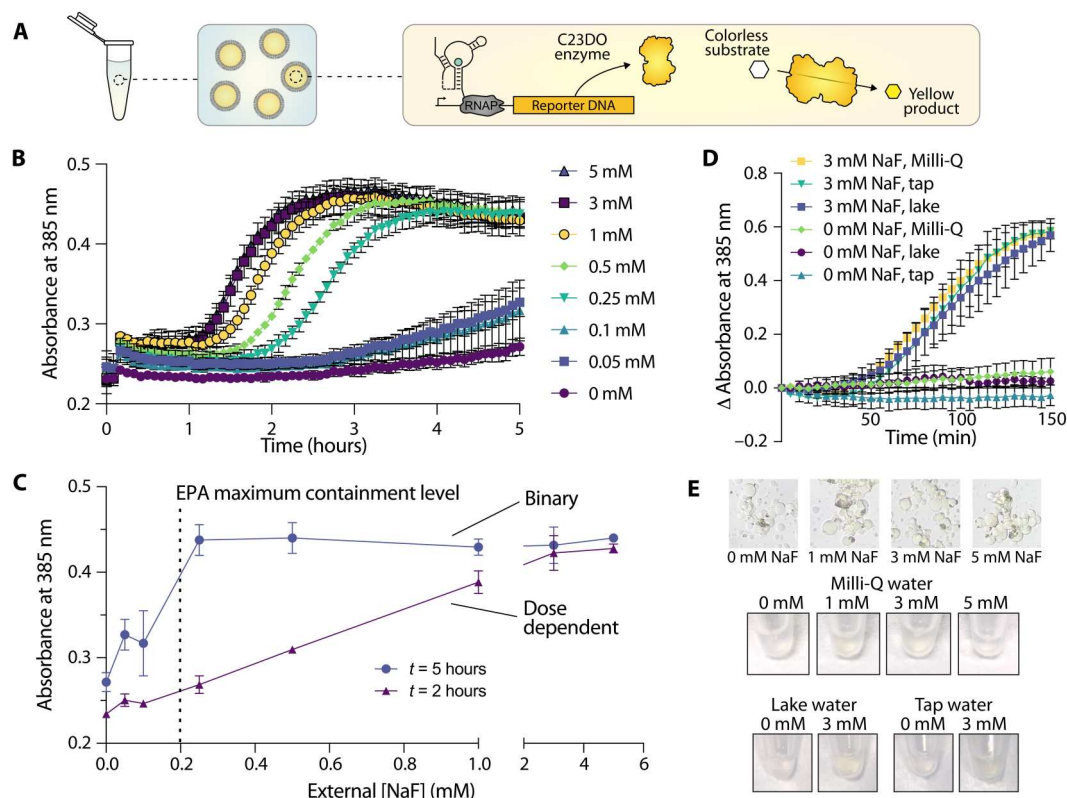 A
C23DO
enzyme
Colorless
substrate
RNAP
Reporter DNA
Yellow
product
B
Absorbance at 385 nm
0.5
0.4
0.3
0.2
0 1 2 3 4 5
Time (hours)
5 mM
3 mM
1 mM
0.5 mM
0.25 mM
0.1 mM
0.05 mM
0 mM
D
3 mM NaF, Milli-Q
3 mM NaF, tap
3 mM NaF, lake
0 mM NaF, Milli-Q
0 mM NaF, lake
0 mM NaF, tap
Δ Absorbance at 385 nm
0.8
0.6
0.4
0.2
0.0
−0.2
50 100 150
Time (min)
C
EPA maximum containment level
Binary
Dose
dependent
t = 5 hours
t = 2 hours
Absorbance at 385 nm
0.5
0.4
0.3
0.2
0.0 0.2 0.4 0.6 0.8 1.0 2 3 4 5 6
External [NaF] (mM)
E
0 mM NaF 1 mM NaF 3 mM NaF 5 mM NaF
Milli-Q water
0 mM 1 mM 3 mM 5 mM
Lake water Tap water
0 mM 3 mM 0 mM 3 mM